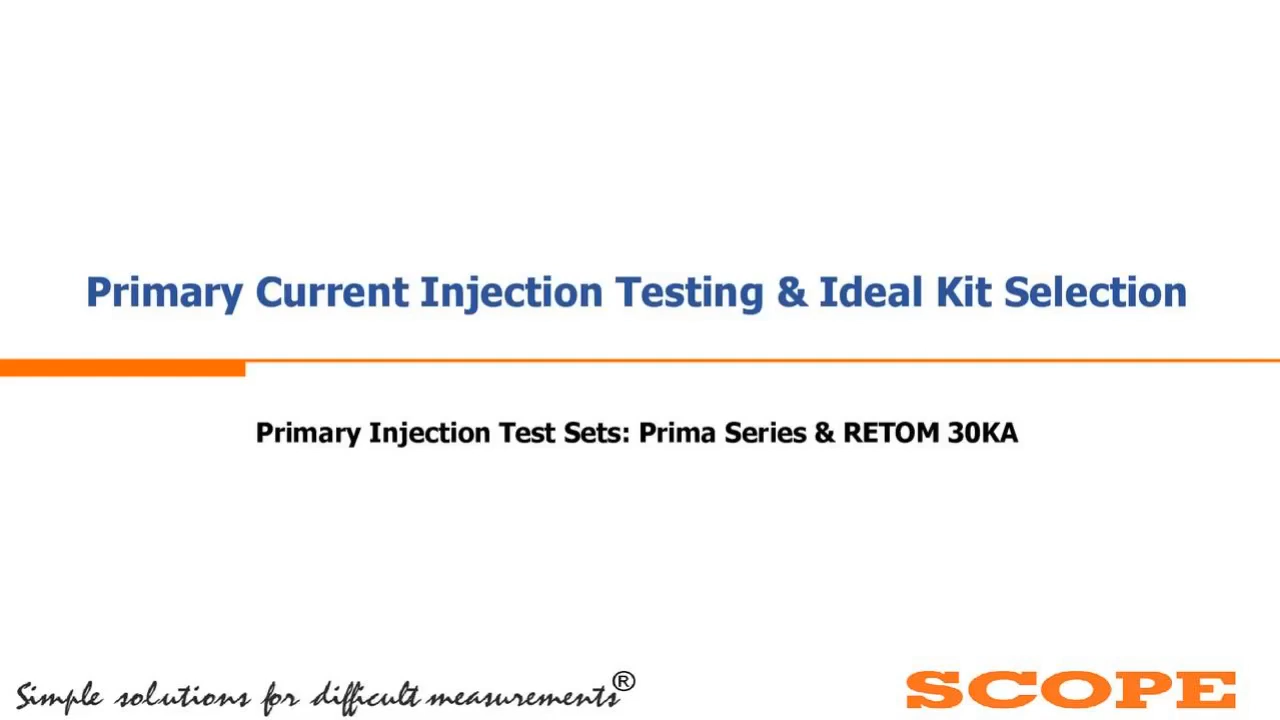 Primary Current Injection Testing & Ideal Kit Selection
Primary Injection Test Sets: Prima Series & RETOM 30KA
Simple solutions for difficult measurements®
SCOPE